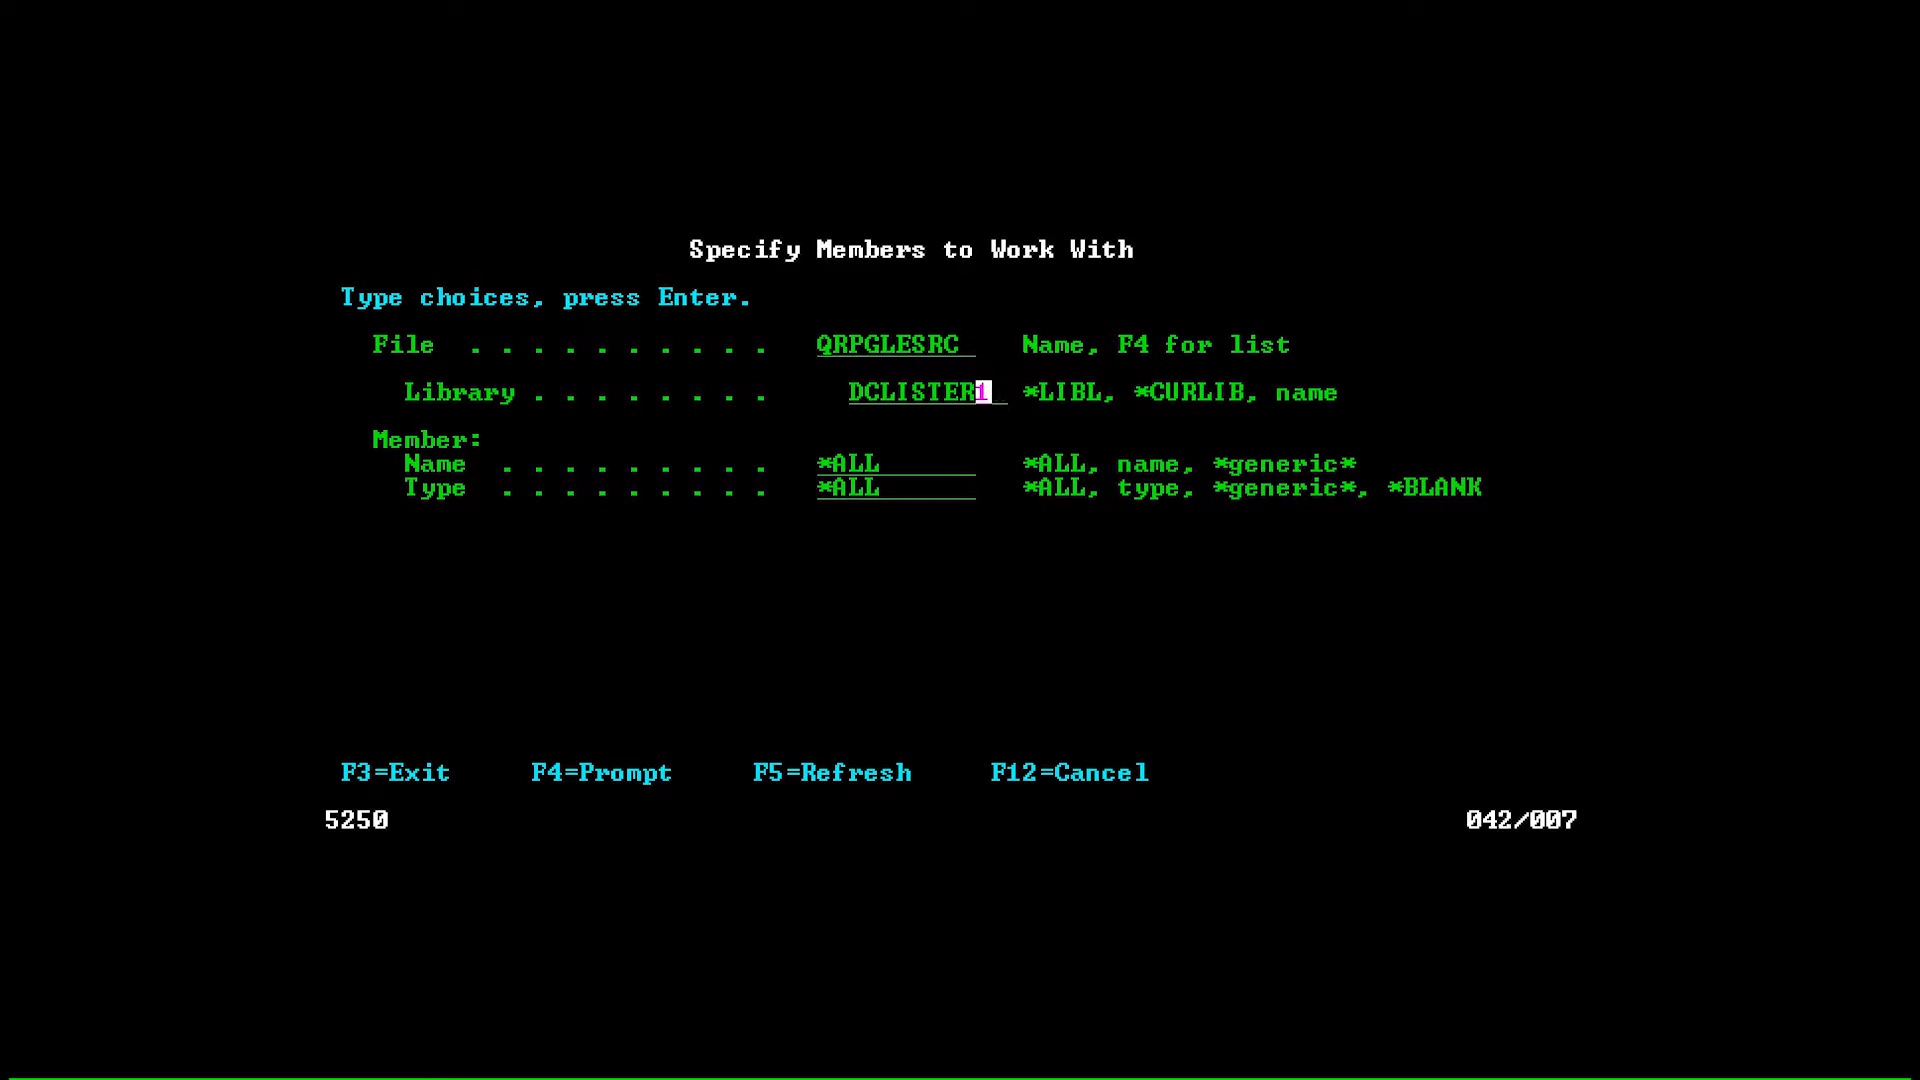 Specify Members to Work With
Type choices, press Enter.
File . . . . . . . . . . QRPGLESRC Name, F4 for list
Library . . . . . . . . DCLISTER1 *LIBL, *CURLIB, name
Member:
Name . . . . . . . . . *ALL *ALL, name, *generic*
Type . . . . . . . . . *ALL *ALL, type, *generic*, *BLANK
F3=Exit F4=Prompt F5=Refresh F12=Cancel
5250 042/007